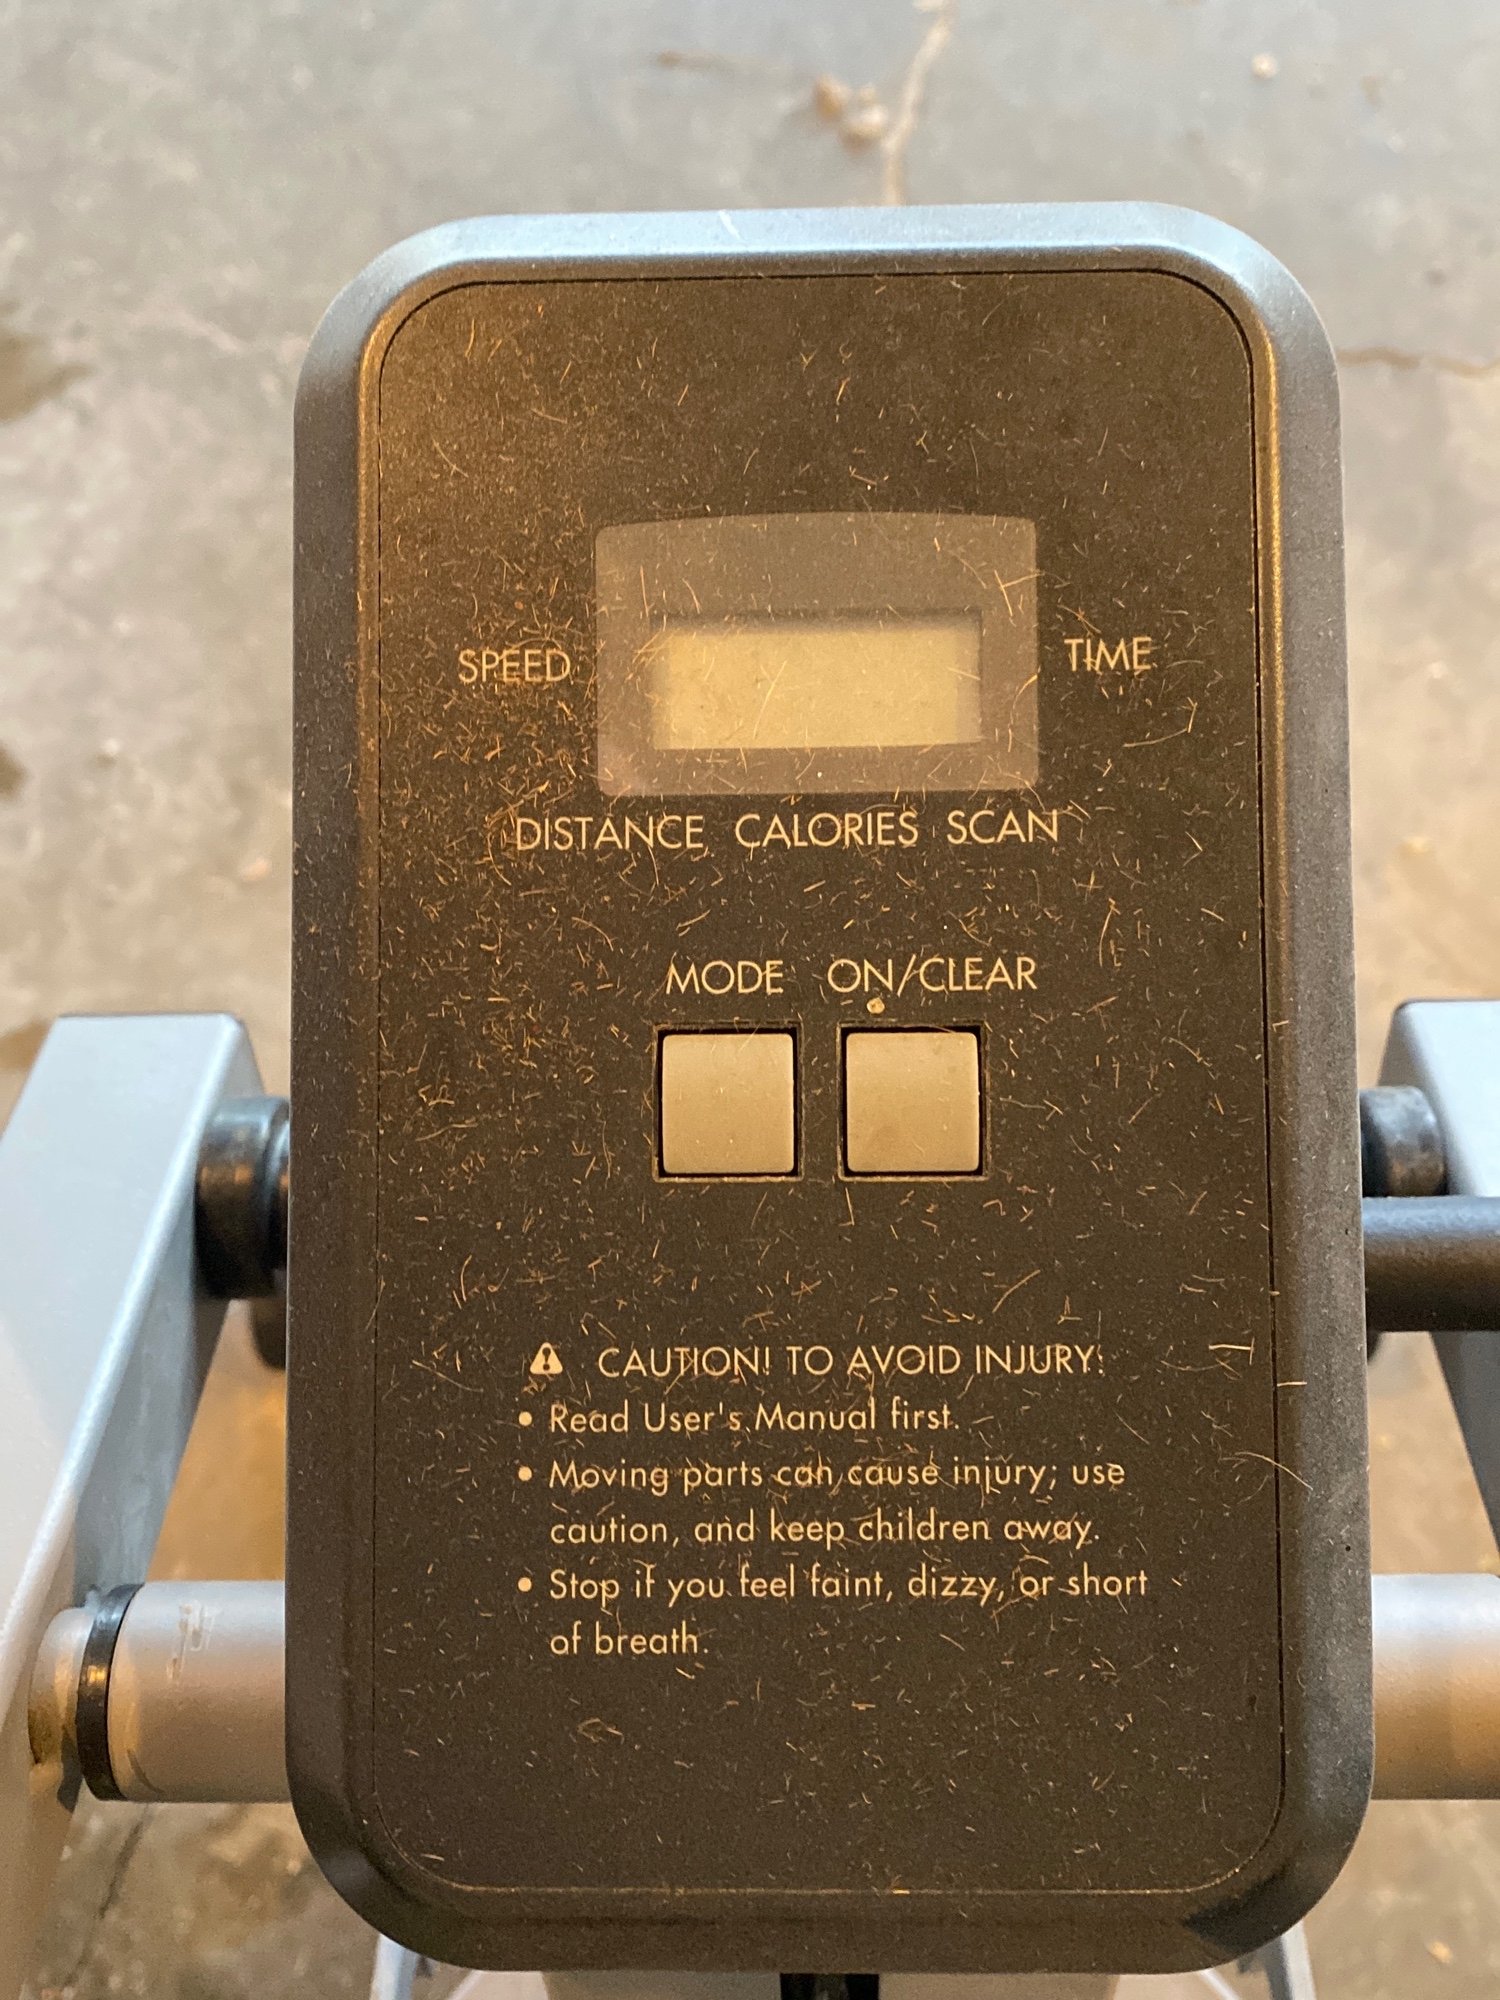 SPEED TIME
DISTANCE CALORIES SCAN
MODE ON/CLEAR
CAUTION! TO AVOID INJURY:
• Read User's Manual first.
• Moving parts can cause injury; use
caution, and keep children away.
• Stop if you feel faint, dizzy, or short
of breath.